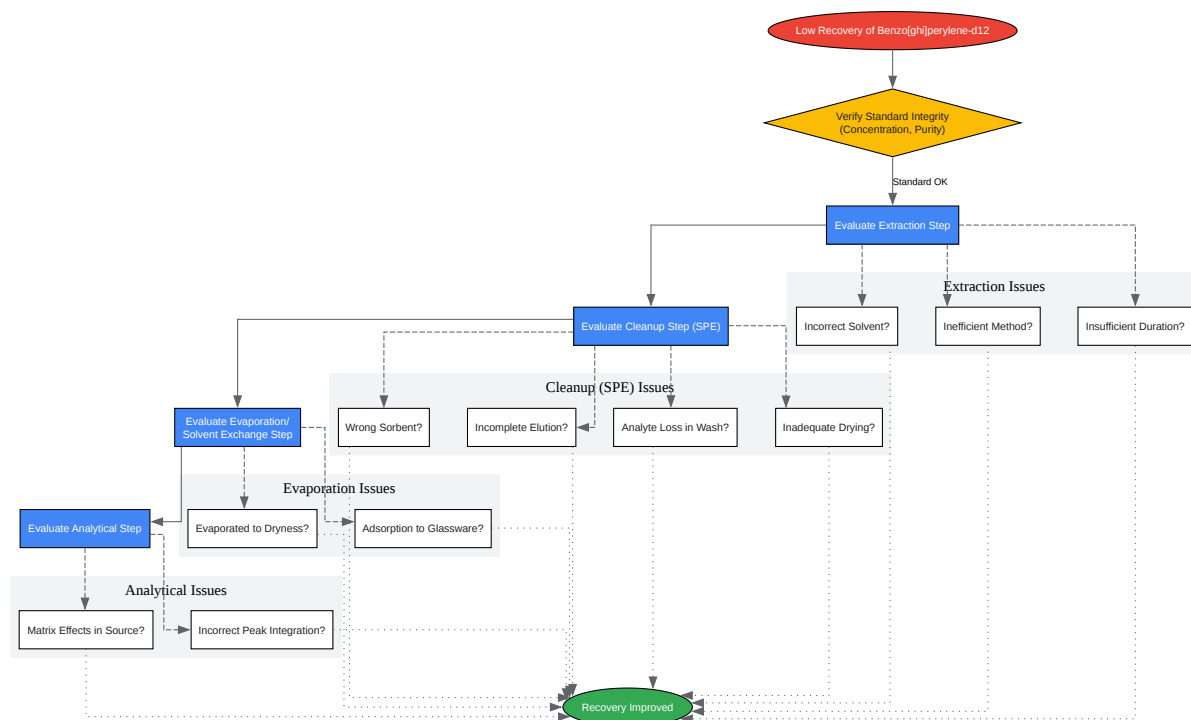 Low Recovery of Benzo[ghi]perylene-d12
Verify Standard Integrity
(Concentration, Purity)
Standard OK
Evaluate Extraction Step
Extraction Issues
Incorrect Solvent?
Inefficient Method?
Insufficient Duration?
Evaluate Cleanup Step (SPE)
Cleanup (SPE) Issues
Wrong Sorbent?
Incomplete Elution?
Analyte Loss in Wash?
Inadequate Drying?
Evaluate Evaporation/
Solvent Exchange Step
Evaporation Issues
Evaporated to Dryness?
Adsorption to Glassware?
Evaluate Analytical Step
Analytical Issues
Matrix Effects in Source?
Incorrect Peak Integration?
Recovery Improved